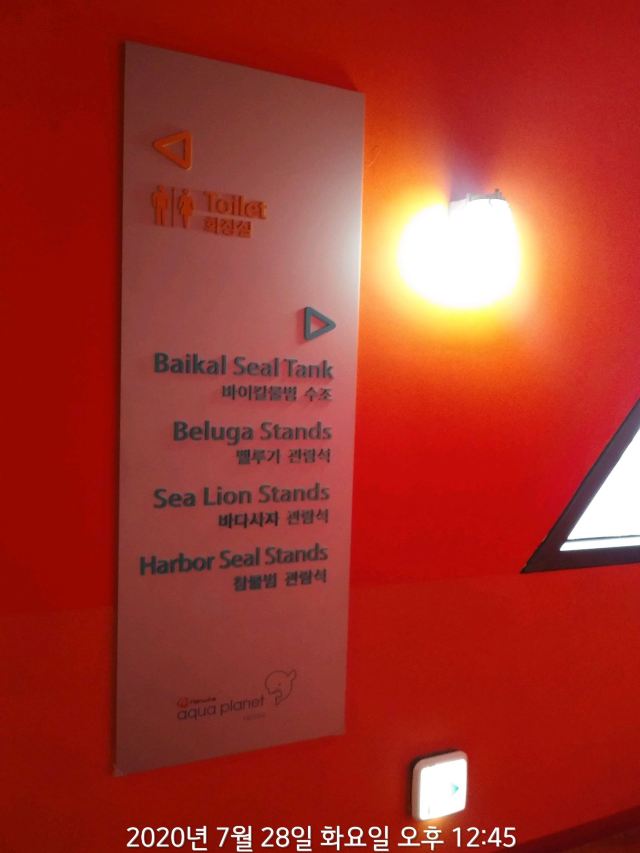 Toilet
화장실
Baikal Seal Tank
바이칼물범 수조
Beluga Stands
벨루가 관람석
Sea Lion Stands
바다사자 관람석
Harbor Seal Stands
참물범 관람석
Hanwha
aqua planet
2020년 7월 28일 화요일 오후 12:45